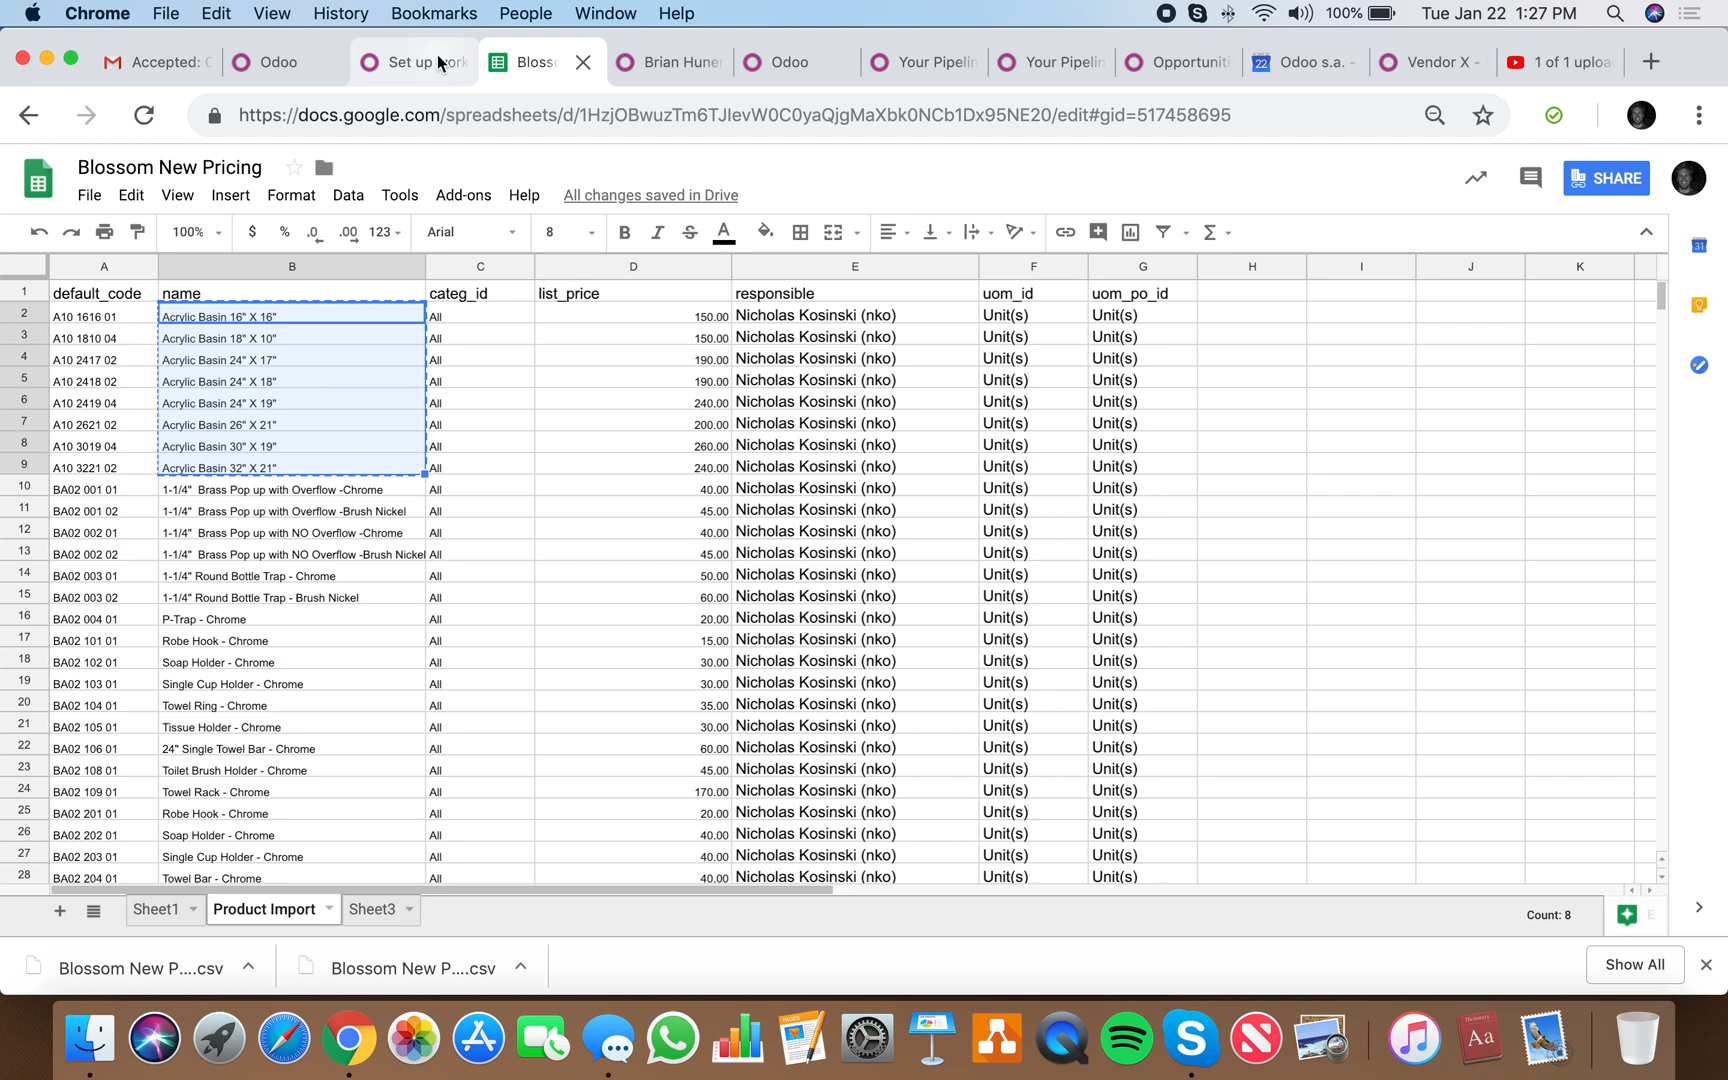 Chrome File Edit View History Bookmarks People Window Help 100% Tue Jan 22 1:27 PM
Accepted: Odoo Set up work Bloss Brian Huner Odoo Your Pipelin Your Pipelin Opportuniti 22 Odoo s.a. - Vendor X - 1 of 1 uploa
https://docs.google.com/spreadsheets/d/1HzjOBwuzTm6TJIevW0C0yaQjgMaXbk0NCb1Dx95NE20/edit#gid=517458695
Blossom New Pricing
File Edit View Insert Format Data Tools Add-ons Help All changes saved in Drive
SHARE
100% $ % .0 .00 123 Arial 8 B I S A
31
A B C D E F G H I J K
1 default_code name categ_id list_price responsible uom_id uom_po_id
2 A10 1616 01 Acrylic Basin 16" X 16" All 150.00 Nicholas Kosinski (nko) Unit(s) Unit(s)
3 A10 1810 04 Acrylic Basin 18" X 10" All 150.00 Nicholas Kosinski (nko) Unit(s) Unit(s)
4 A10 2417 02 Acrylic Basin 24" X 17" All 190.00 Nicholas Kosinski (nko) Unit(s) Unit(s)
5 A10 2418 02 Acrylic Basin 24" X 18" All 190.00 Nicholas Kosinski (nko) Unit(s) Unit(s)
6 A10 2419 04 Acrylic Basin 24" X 19" All 240.00 Nicholas Kosinski (nko) Unit(s) Unit(s)
7 A10 2621 02 Acrylic Basin 26" X 21" All 200.00 Nicholas Kosinski (nko) Unit(s) Unit(s)
8 A10 3019 04 Acrylic Basin 30" X 19" All 260.00 Nicholas Kosinski (nko) Unit(s) Unit(s)
9 A10 3221 02 Acrylic Basin 32" X 21" All 240.00 Nicholas Kosinski (nko) Unit(s) Unit(s)
10 BA02 001 01 1-1/4" Brass Pop up with Overflow -Chrome All 40.00 Nicholas Kosinski (nko) Unit(s) Unit(s)
11 BA02 001 02 1-1/4" Brass Pop up with Overflow -Brush Nickel All 45.00 Nicholas Kosinski (nko) Unit(s) Unit(s)
12 BA02 002 01 1-1/4" Brass Pop up with NO Overflow -Chrome All 40.00 Nicholas Kosinski (nko) Unit(s) Unit(s)
13 BA02 002 02 1-1/4" Brass Pop up with NO Overflow -Brush Nickel All 45.00 Nicholas Kosinski (nko) Unit(s) Unit(s)
14 BA02 003 01 1-1/4" Round Bottle Trap - Chrome All 50.00 Nicholas Kosinski (nko) Unit(s) Unit(s)
15 BA02 003 02 1-1/4" Round Bottle Trap - Brush Nickel All 60.00 Nicholas Kosinski (nko) Unit(s) Unit(s)
16 BA02 004 01 P-Trap - Chrome All 20.00 Nicholas Kosinski (nko) Unit(s) Unit(s)
17 BA02 101 01 Robe Hook - Chrome All 15.00 Nicholas Kosinski (nko) Unit(s) Unit(s)
18 BA02 102 01 Soap Holder - Chrome All 30.00 Nicholas Kosinski (nko) Unit(s) Unit(s)
19 BA02 103 01 Single Cup Holder - Chrome All 30.00 Nicholas Kosinski (nko) Unit(s) Unit(s)
20 BA02 104 01 Towel Ring - Chrome All 35.00 Nicholas Kosinski (nko) Unit(s) Unit(s)
21 BA02 105 01 Tissue Holder - Chrome All 30.00 Nicholas Kosinski (nko) Unit(s) Unit(s)
22 BA02 106 01 24" Single Towel Bar - Chrome All 60.00 Nicholas Kosinski (nko) Unit(s) Unit(s)
23 BA02 108 01 Toilet Brush Holder - Chrome All 45.00 Nicholas Kosinski (nko) Unit(s) Unit(s)
24 BA02 109 01 Towel Rack - Chrome All 170.00 Nicholas Kosinski (nko) Unit(s) Unit(s)
25 BA02 201 01 Robe Hook - Chrome All 20.00 Nicholas Kosinski (nko) Unit(s) Unit(s)
26 BA02 202 01 Soap Holder - Chrome All 40.00 Nicholas Kosinski (nko) Unit(s) Unit(s)
27 BA02 203 01 Single Cup Holder - Chrome All 40.00 Nicholas Kosinski (nko) Unit(s) Unit(s)
28 BA02 204 01 Towel Bar - Chrome All 40.00 Nicholas Kosinski (nko) Unit(s) Unit(s)
Sheet1 Product Import Sheet3 Count: 8
Blossom New P....csv Blossom New P....csv Show All